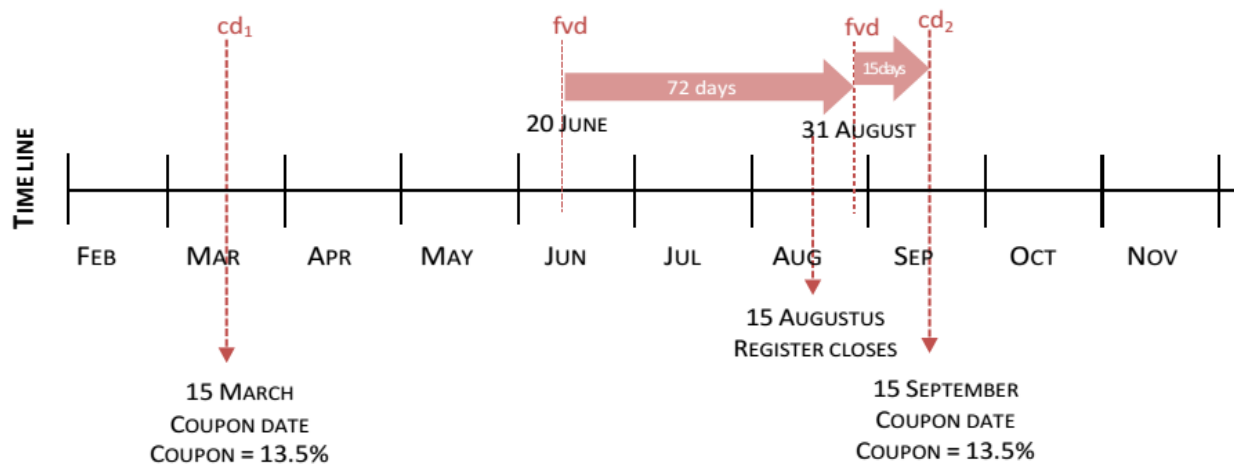 cd₁
fvd
fvd
cd₂
72 days
15days
20 JUNE
31 AUGUST
TIME LINE
FEB
MAR
APR
MAY
JUN
JUL
AUG
SEP
OCT
NOV
15 AUGUSTUS
REGISTER CLOSES
15 MARCH
COUPON DATE
COUPON = 13.5%
15 SEPTEMBER
COUPON DATE
COUPON = 13.5%